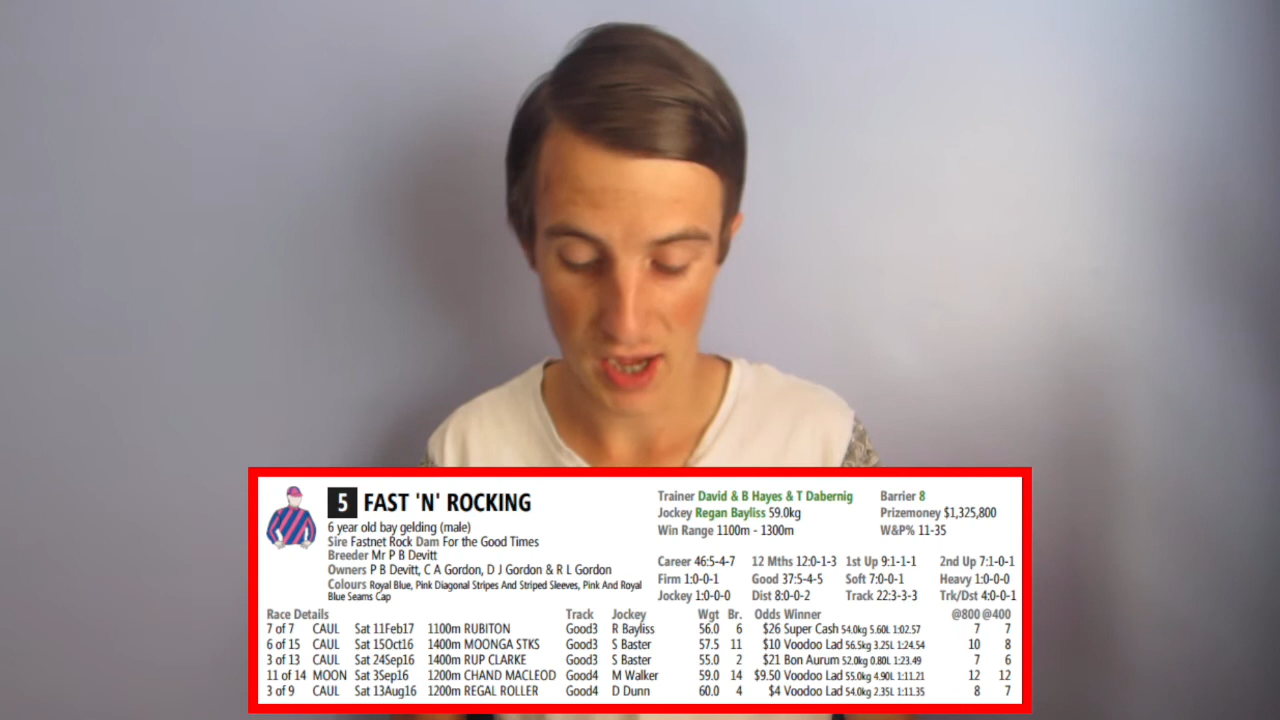 5 FAST 'N' ROCKING
6 year old bay gelding (male)
Sire Fastnet Rock Dam For the Good Times
Breeder Mr P B Devitt
Owners P B Devitt, C A Gordon, D J Gordon & R L Gordon
Colours Royal Blue, Pink Diagonal Stripes And Striped Sleeves, Pink And Royal
Blue Seams Cap
Trainer David & B Hayes & T Dabernig Barrier 8
Jockey Regan Bayliss 59.0kg Prizemoney $1,325,800
Win Range 1100m - 1300m W&P% 11-35
Career 46:5-4-7 12 Mths 12:0-1-3 1st Up 9:1-1-1 2nd Up 7:1-0-1
Firm 1:0-0-1 Good 37:5-4-5 Soft 7:0-0-1 Heavy 1:0-0-0
Jockey 1:0-0-0 Dist 8:0-0-2 Track 22:3-3-3 Trk/Dst 4:0-0-1
Race Details Track Jockey Wgt Br. Odds Winner @800 @400
7 of 7 CAUL Sat 11Feb17 1100m RUBITON Good3 R Bayliss 56.0 6 $26 Super Cash 54.0kg 5.60L 1:02.57 7 7
6 of 15 CAUL Sat 15Oct16 1400m MOONGA STKS Good3 S Baster 57.5 11 $10 Voodoo Lad 56.5kg 3.25L 1:24.54 10 8
3 of 13 CAUL Sat 24Sep16 1400m RUP CLARKE Good3 S Baster 55.0 2 $21 Bon Aurum 52.0kg 0.80L 1:23.49 7 6
11 of 14 MOON Sat 3Sep16 1200m CHAND MACLEOD Good4 M Walker 59.0 14 $9.50 Voodoo Lad 55.0kg 4.90L 1:11.21 12 12
3 of 9 CAUL Sat 13Aug16 1200m REGAL ROLLER Good4 D Dunn 60.0 4 $4 Voodoo Lad 54.0kg 2.35L 1:11.35 8 7